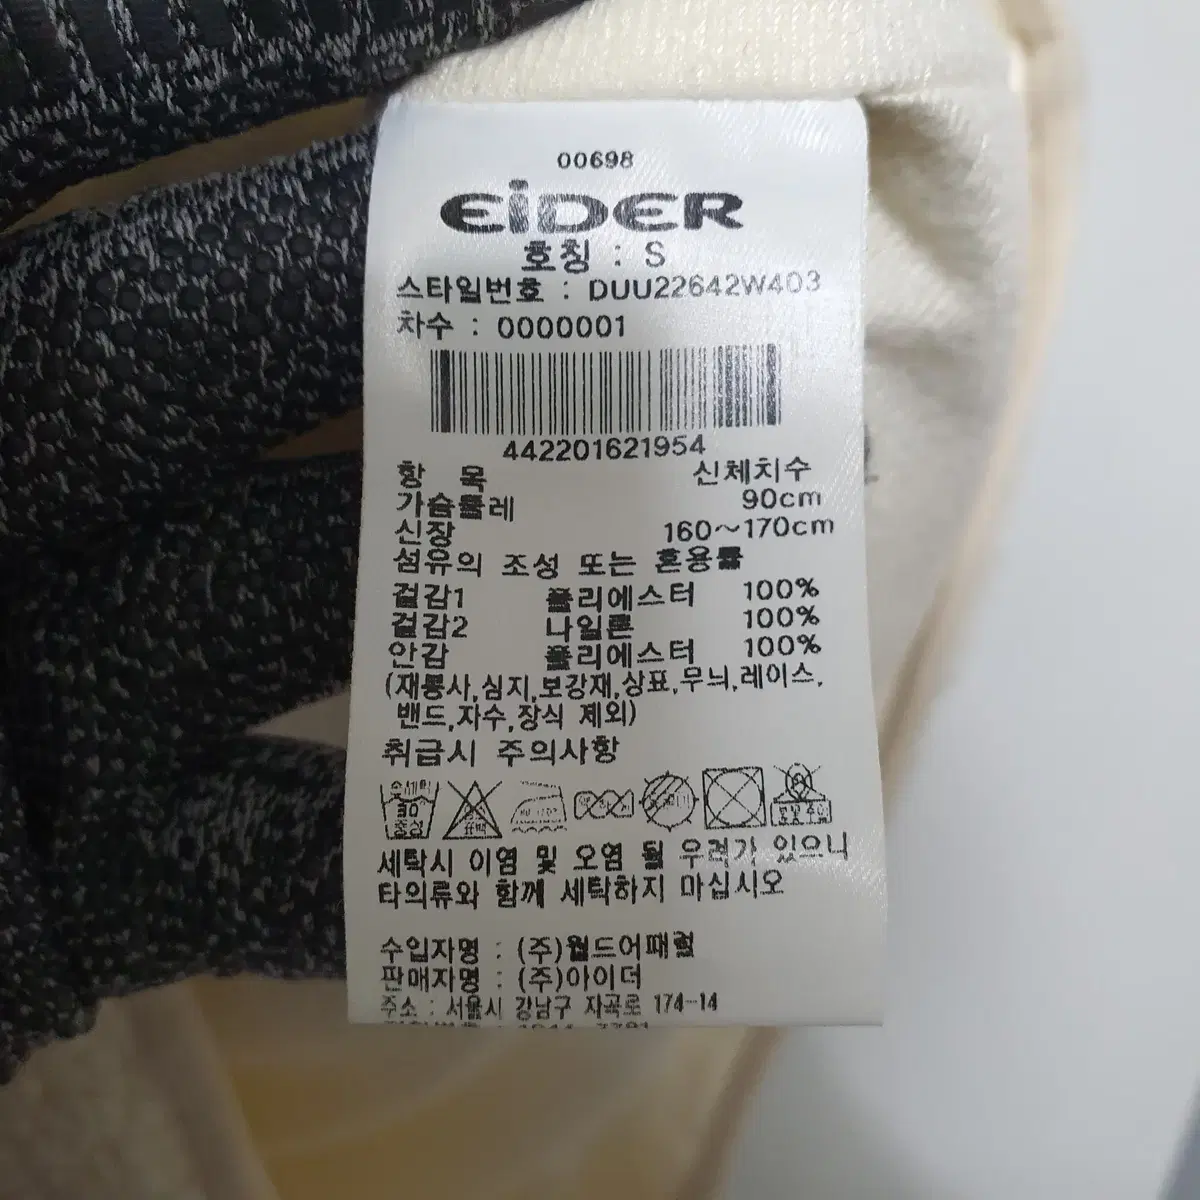 00698
EiDER
호칭 : S
스타일번호 : DUU22642W403
차수 : 0000001
442201621954
항 목 신체치수
가슴둘레 90cm
신장 160~170cm
섬유의 조성 또는 혼용률
겉감1 폴리에스터 100%
겉감2 나일론 100%
안감 폴리에스터 100%
(재봉사,심지,보강재,상표,무늬,레이스,
밴드,자수,장식 제외)
취급시 주의사항
손세탁
30
중성
표백
세탁시 이염 및 오염 될 우려가 있으니
타의류와 함께 세탁하지 마십시오
수입자명 : (주)월드어패럴
판매자명 : (주)아이더
주소 : 서울시 강남구 자곡로 174-14